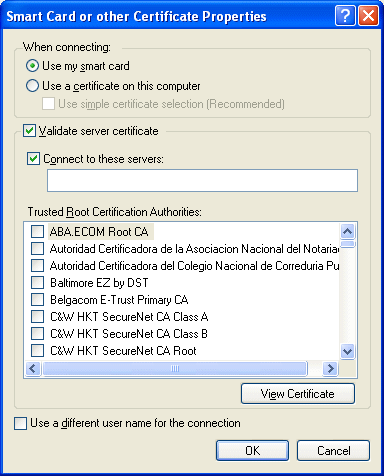 Smart Card or other Certificate Properties
When connecting:
Use my smart card
Use a certificate on this computer
Use simple certificate selection (Recommended)
Validate server certificate
Connect to these servers:
Trusted Root Certification Authorities:
ABA.ECOM Root CA
Autoridad Certificadora de la Asociacion Nacional del Notaria
Autoridad Certificadora del Colegio Nacional de Correduria Pu
Baltimore EZ by DST
Belgacom E-Trust Primary CA
C&W HKT SecureNet CA Class A
C&W HKT SecureNet CA Class B
C&W HKT SecureNet CA Root
View Certificate
Use a different user name for the connection
OK Cancel